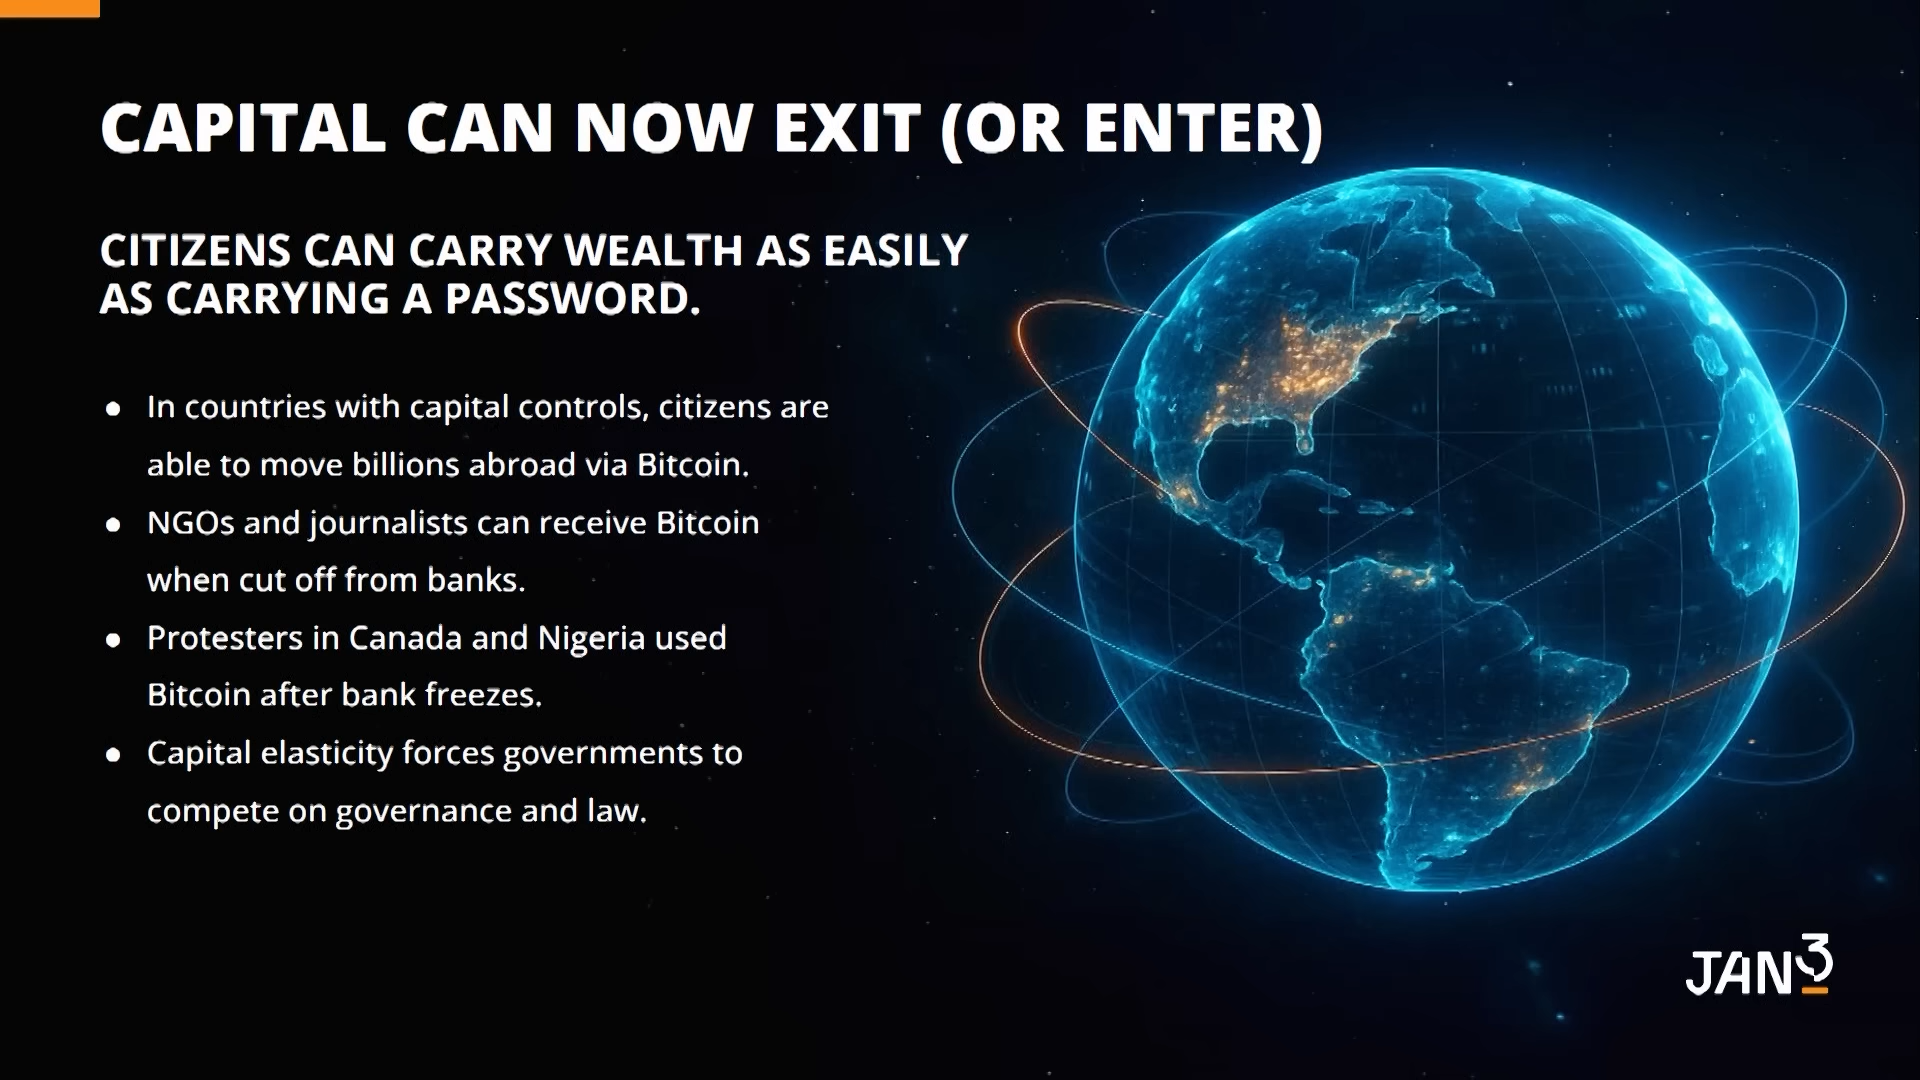 CAPITAL CAN NOW EXIT (OR ENTER)
CITIZENS CAN CARRY WEALTH AS EASILY
AS CARRYING A PASSWORD.
● In countries with capital controls, citizens are
able to move billions abroad via Bitcoin.
● NGOs and journalists can receive Bitcoin
when cut off from banks.
● Protesters in Canada and Nigeria used
Bitcoin after bank freezes.
● Capital elasticity forces governments to
compete on governance and law.
JAN3